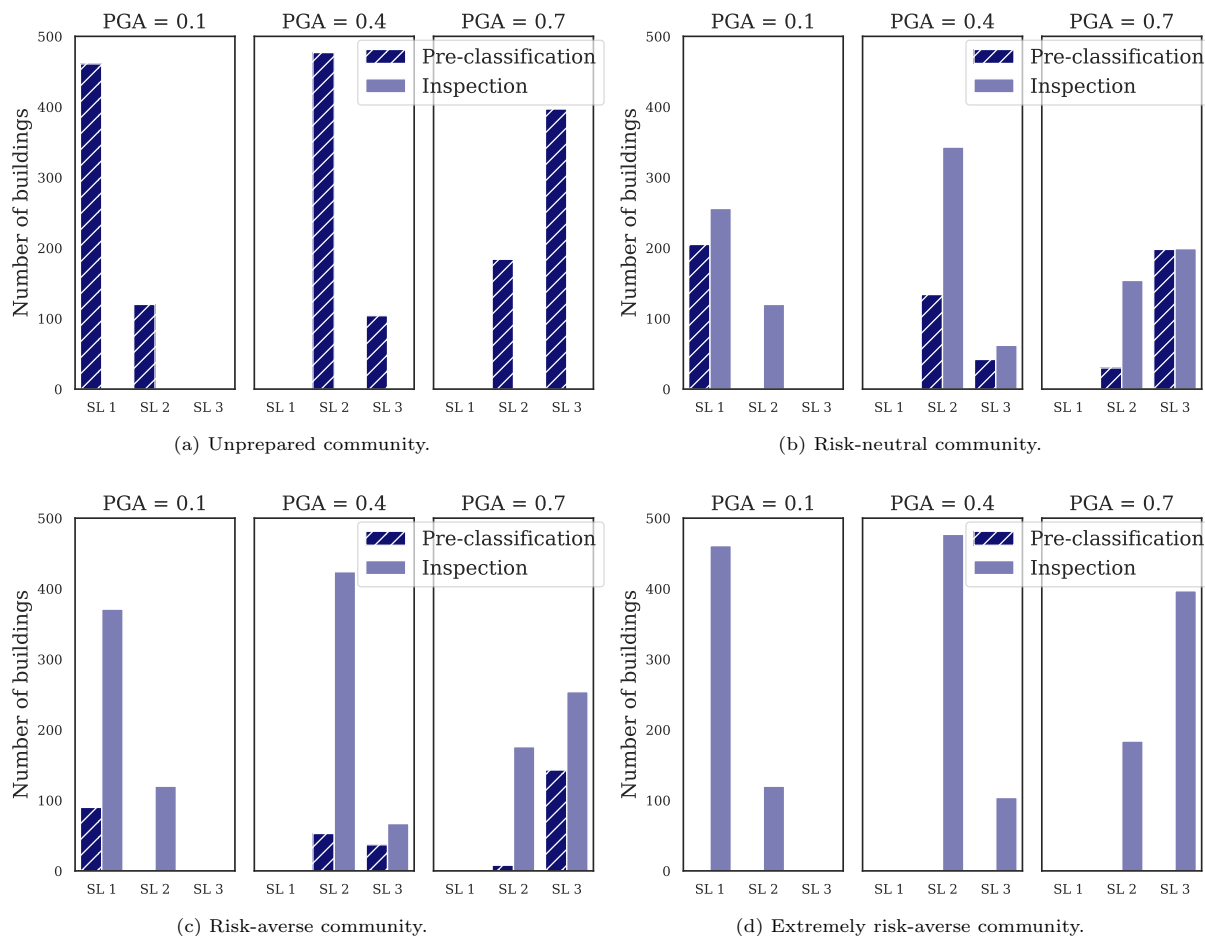 PGA = 0.1 PGA = 0.4 PGA = 0.7
Number of buildings
500
400
300
200
100
0
Pre-classification
Inspection
SL 1 SL 2 SL 3 SL 1 SL 2 SL 3 SL 1 SL 2 SL 3
(a) Unprepared community.
PGA = 0.1 PGA = 0.4 PGA = 0.7
Number of buildings
500
400
300
200
100
0
Pre-classification
Inspection
SL 1 SL 2 SL 3 SL 1 SL 2 SL 3 SL 1 SL 2 SL 3
(b) Risk-neutral community.
PGA = 0.1 PGA = 0.4 PGA = 0.7
Number of buildings
500
400
300
200
100
0
Pre-classification
Inspection
SL 1 SL 2 SL 3 SL 1 SL 2 SL 3 SL 1 SL 2 SL 3
(c) Risk-averse community.
PGA = 0.1 PGA = 0.4 PGA = 0.7
Number of buildings
500
400
300
200
100
0
Pre-classification
Inspection
SL 1 SL 2 SL 3 SL 1 SL 2 SL 3 SL 1 SL 2 SL 3
(d) Extremely risk-averse community.